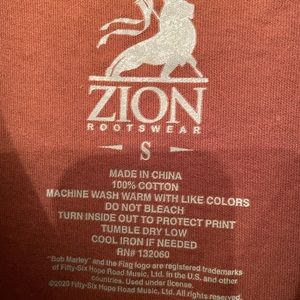 ZION
ROOTSWEAR
S
MADE IN CHINA
100% COTTON
MACHINE WASH WARM WITH LIKE COLORS
DO NOT BLEACH
TURN INSIDE OUT TO PROTECT PRINT
TUMBLE DRY LOW
COOL IRON IF NEEDED
RN# 132060
"Bob Marley" and the Flag logo are registered trademarks
of Fifty-Six Hope Road Music, Ltd. in the U.S. and other
countries. Used under license.
©2020 Fifty-Six Hope Road Music, Ltd. All rights reserved.